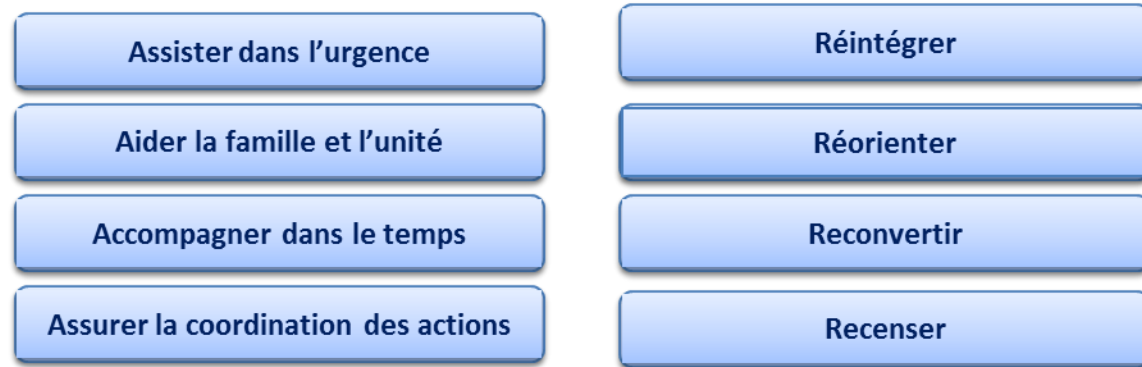 Assister dans l’urgence
Aider la famille et l’unité
Accompagner dans le temps
Assurer la coordination des actions
Réintégrer
Réorienter
Reconvertir
Recenser